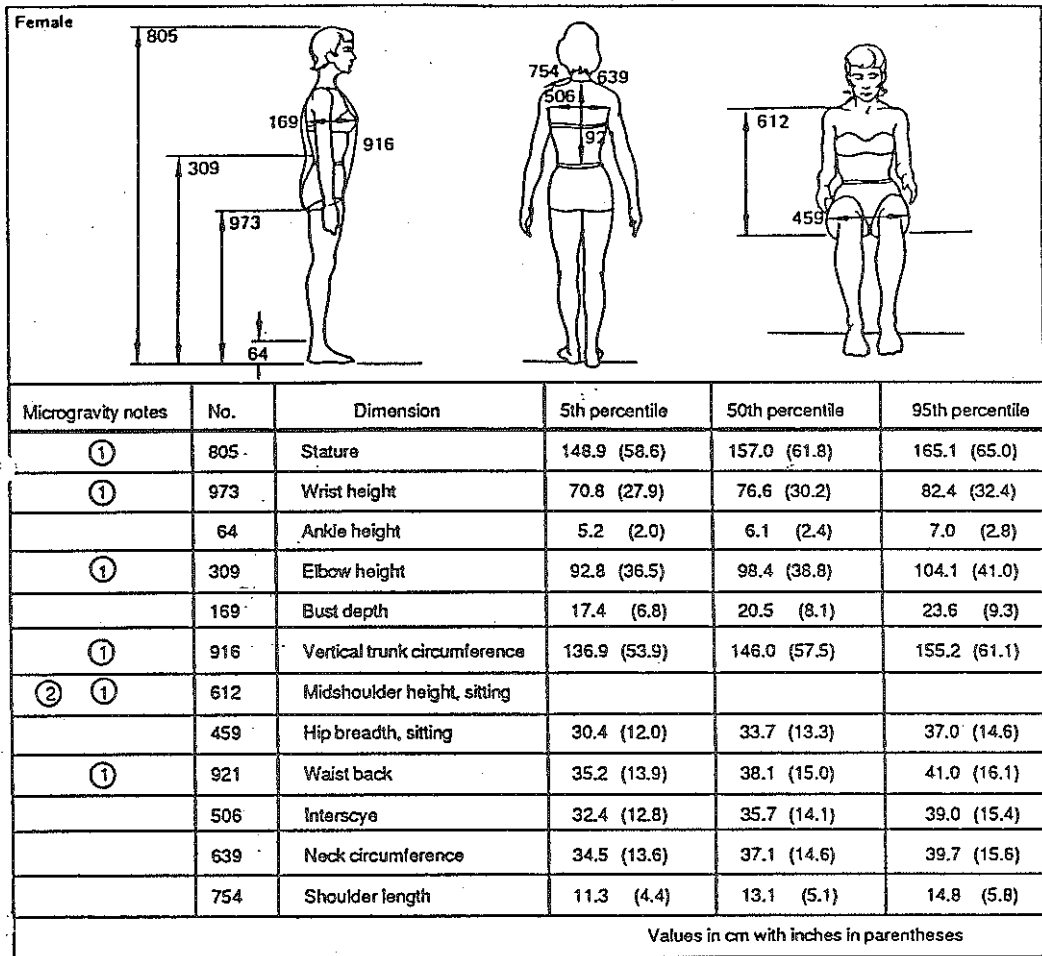 Female
805
754
639
506
169
916
92
612
309
459
973
64
Microgravity notes No. Dimension 5th percentile 50th percentile 95th percentile
① 805 Stature 148.9 (58.6) 157.0 (61.8) 165.1 (65.0)
① 973 Wrist height 70.8 (27.9) 76.6 (30.2) 82.4 (32.4)
64 Ankle height 5.2 (2.0) 6.1 (2.4) 7.0 (2.8)
① 309 Elbow height 92.8 (36.5) 98.4 (38.8) 104.1 (41.0)
169 Bust depth 17.4 (6.8) 20.5 (8.1) 23.6 (9.3)
① 916 Vertical trunk circumference 136.9 (53.9) 146.0 (57.5) 155.2 (61.1)
② ① 612 Midshoulder height, sitting
459 Hip breadth, sitting 30.4 (12.0) 33.7 (13.3) 37.0 (14.6)
① 921 Waist back 35.2 (13.9) 38.1 (15.0) 41.0 (16.1)
506 Interscye 32.4 (12.8) 35.7 (14.1) 39.0 (15.4)
639 Neck circumference 34.5 (13.6) 37.1 (14.6) 39.7 (15.6)
754 Shoulder length 11.3 (4.4) 13.1 (5.1) 14.8 (5.8)
Values in cm with inches in parentheses